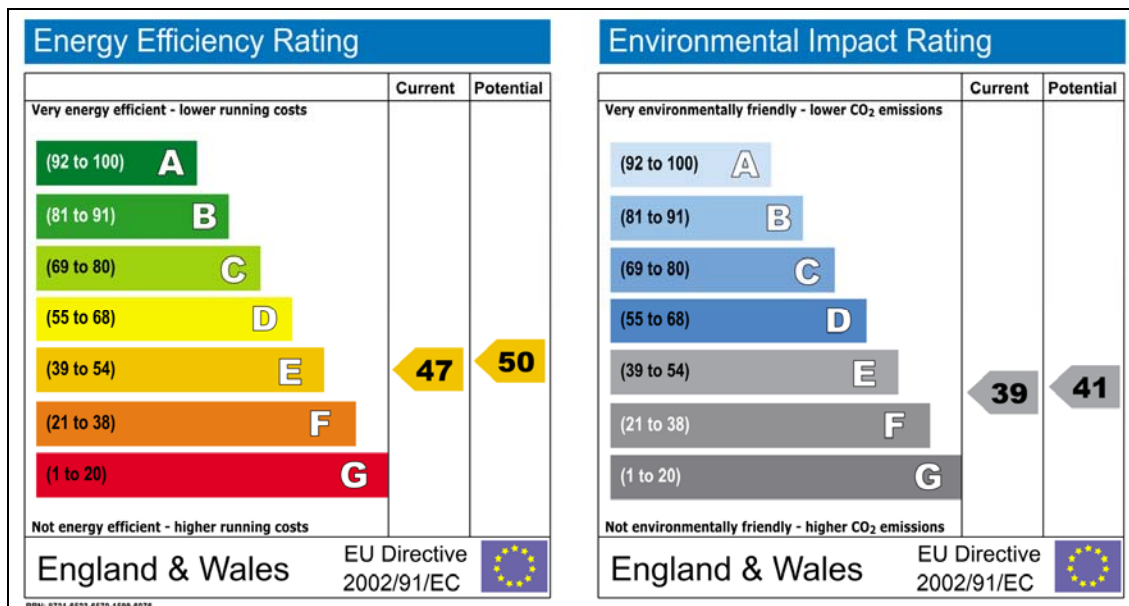 Energy Efficiency Rating
Current Potential
Very energy efficient - lower running costs
(92 to 100) A
(81 to 91) B
(69 to 80) C
(55 to 68) D
(39 to 54) E
47 50
(21 to 38) F
(1 to 20) G
Not energy efficient - higher running costs
England & Wales
EU Directive
2002/91/EC
Environmental Impact Rating
Current Potential
Very environmentally friendly - lower CO₂ emissions
(92 to 100) A
(81 to 91) B
(69 to 80) C
(55 to 68) D
(39 to 54) E
39 41
(21 to 38) F
(1 to 20) G
Not environmentally friendly - higher CO₂ emissions
England & Wales
EU Directive
2002/91/EC